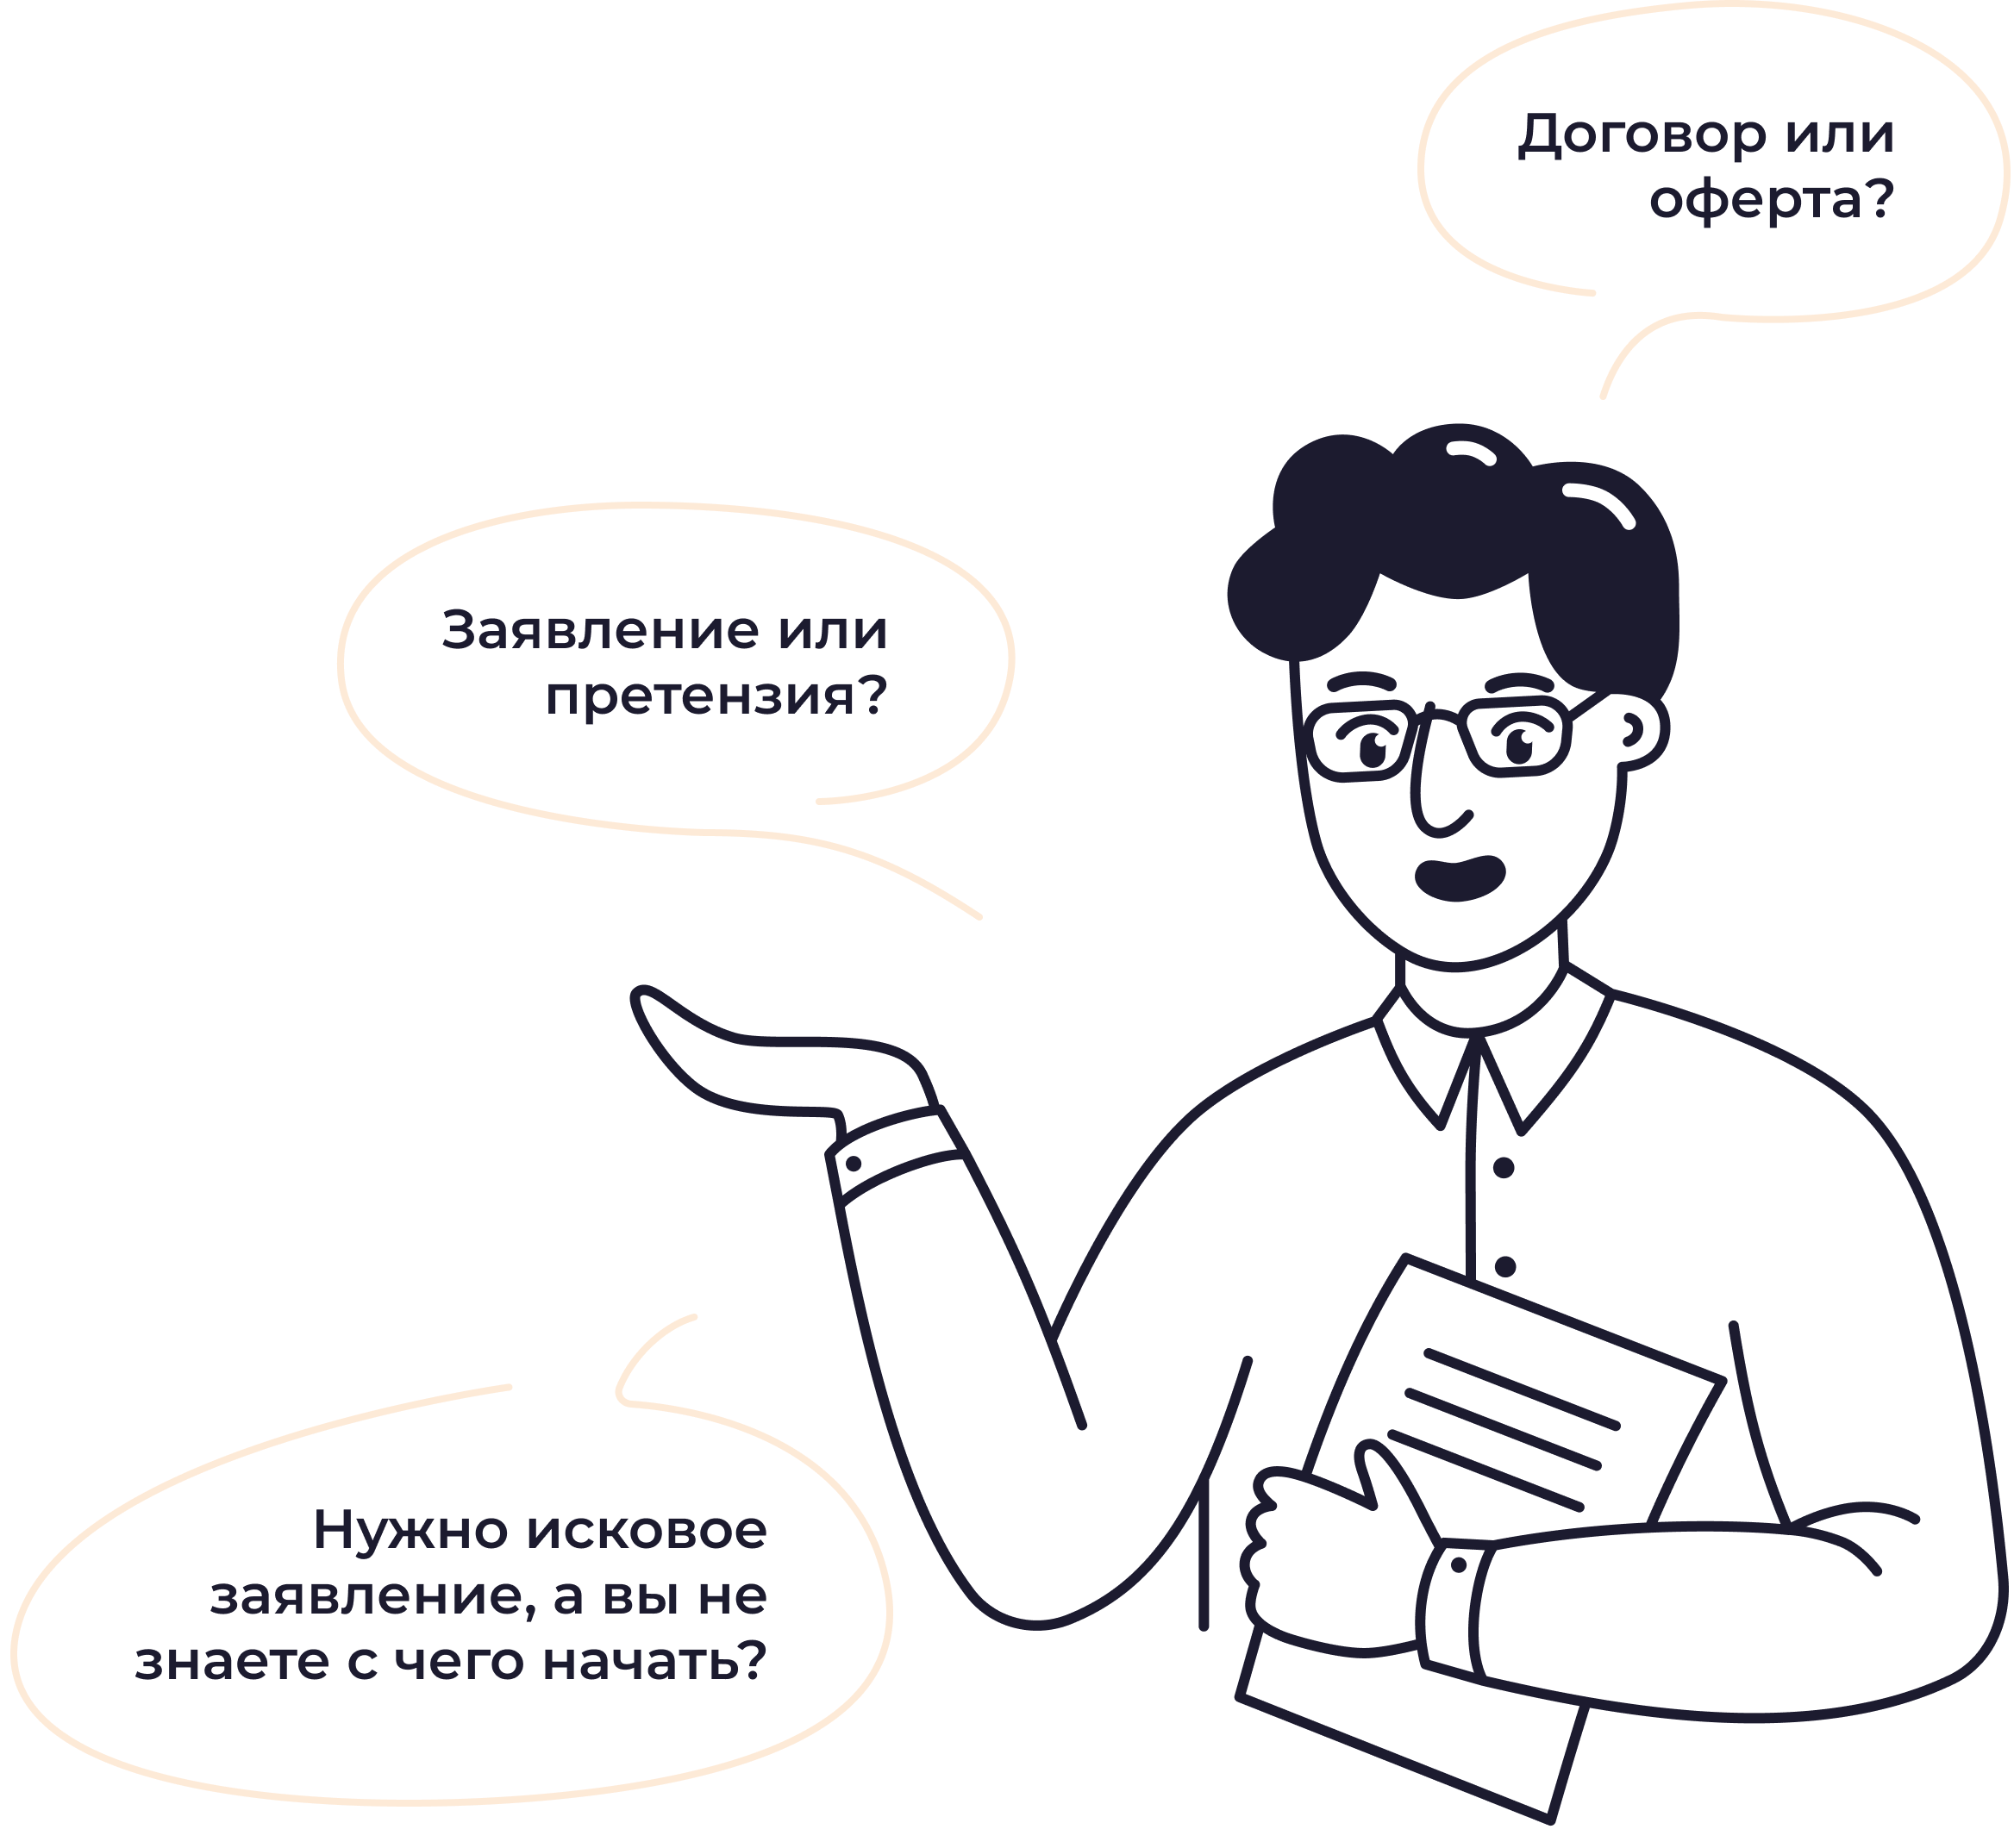 Договор или
оферта?
Заявление или
претензия?
Нужно исковое
заявление, а вы не
знаете с чего начать?